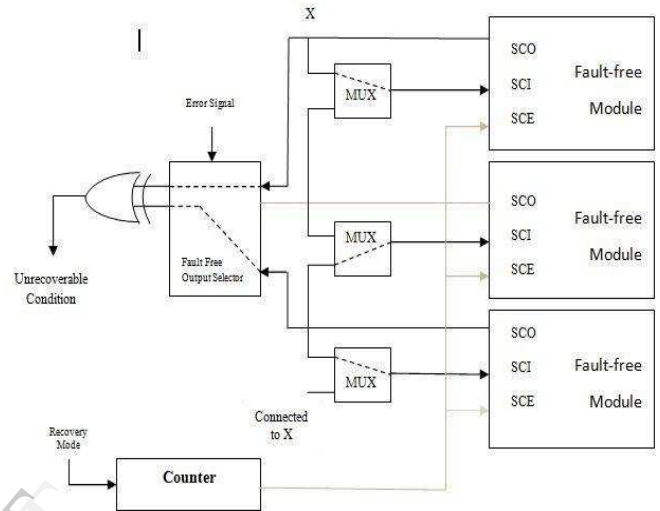 X
SCO
SCI
SCE
Fault-free
Module
MUX
Error Signal
SCO
SCI
SCE
Fault-free
Module
MUX
Fault Free
Output Selector
Unrecoverable
Condition
SCO
SCI
SCE
Fault-free
Module
MUX
Connected
to X
Recovery
Mode
Counter